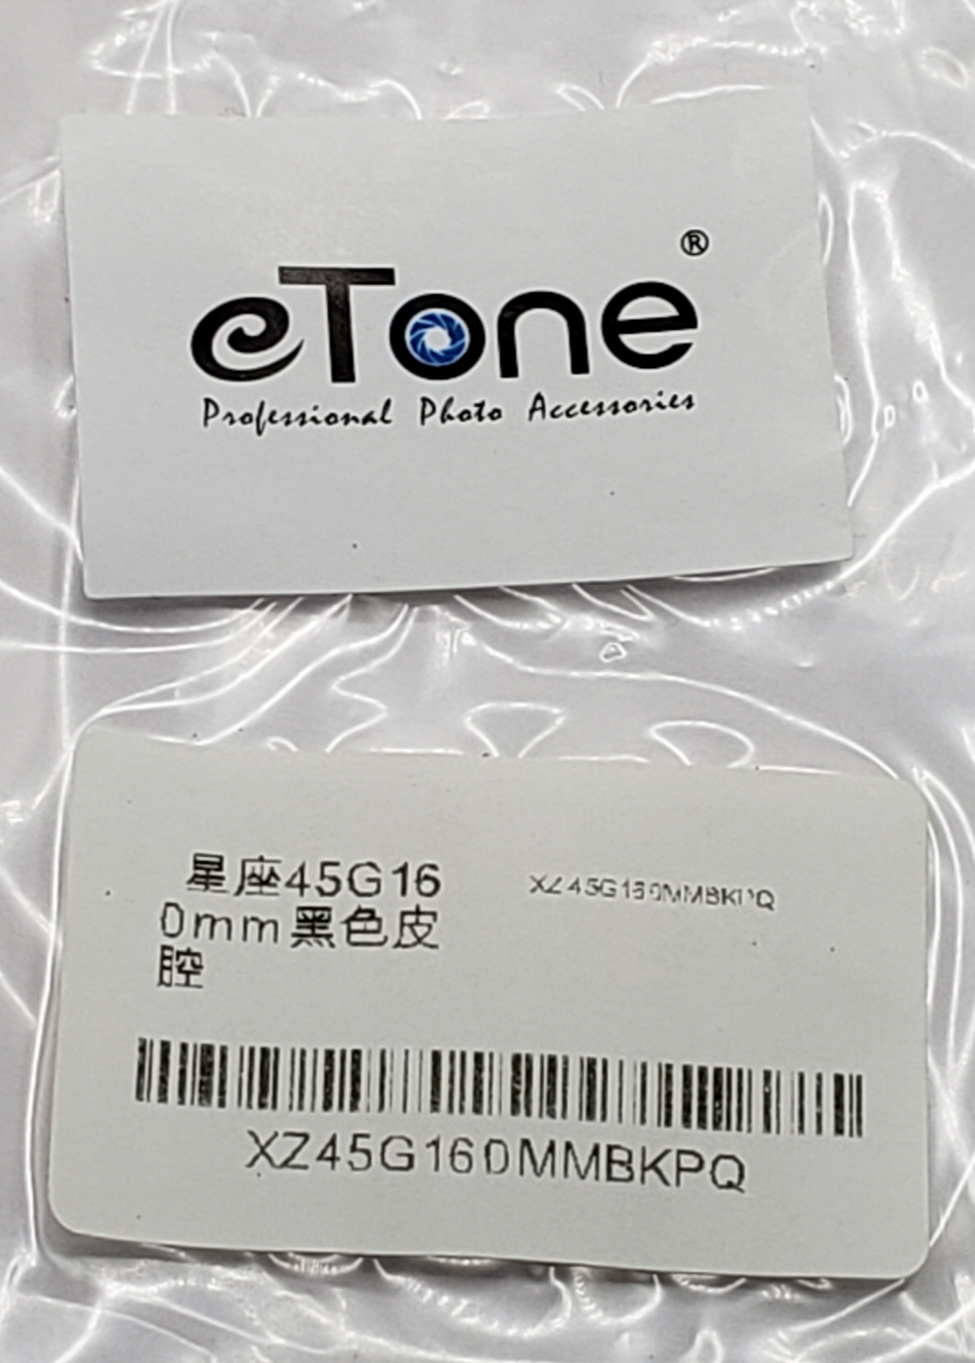 eTone®
Professional Photo Accessories
星座45G16
0mm黑色皮
腔
XZ45G160MMBKPQ
XZ45G160MMBKPQ